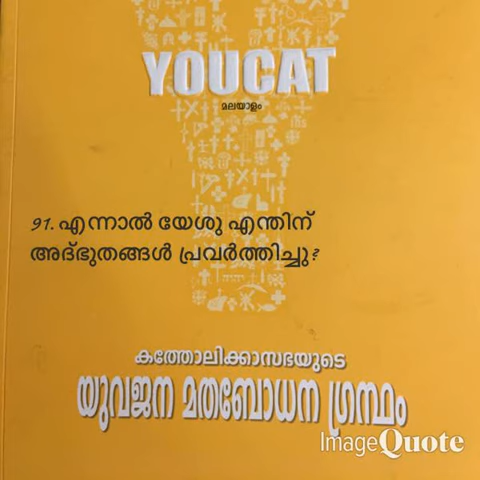 YOUCAT
മലയാളം
91. എന്നാൽ യേശു എന്തിന്
അദ്ഭുതങ്ങൾ പ്രവർത്തിച്ചു?
കത്തോലിക്കാസഭയുടെ
യുവജന മതബോധന ഗ്രന്ഥം
ImageQuote